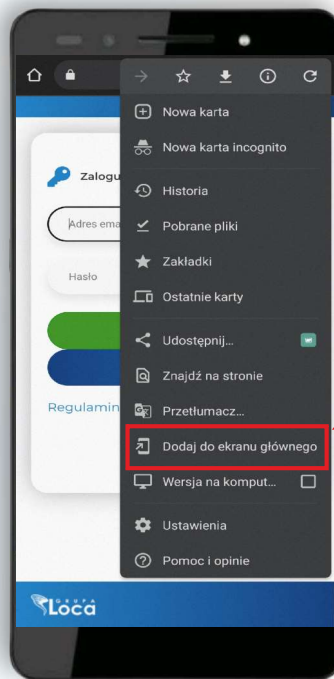 Nowa karta
Nowa karta incognito
Historia
Zalogu
Pobrane pliki
Adres ema
Zakładki
Hasło
Ostatnie karty
Udostępnij...
Znajdź na stronie
Przetłumacz...
Regulamin
Dodaj do ekranu głównego
Wersja na komput...
Ustawienia
Pomoc i opinie
GRUPA
Loca